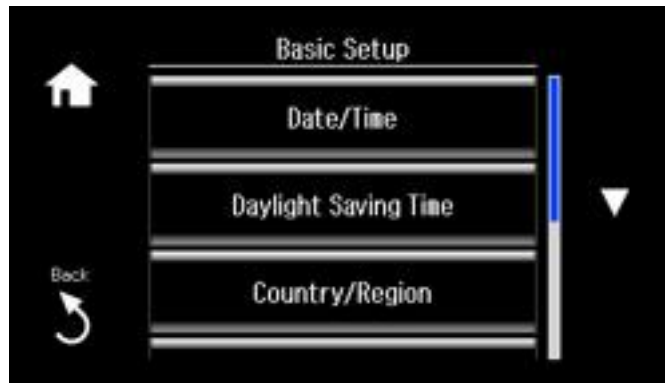 Basic Setup
Date/Time
Daylight Saving Time
Country/Region
Back